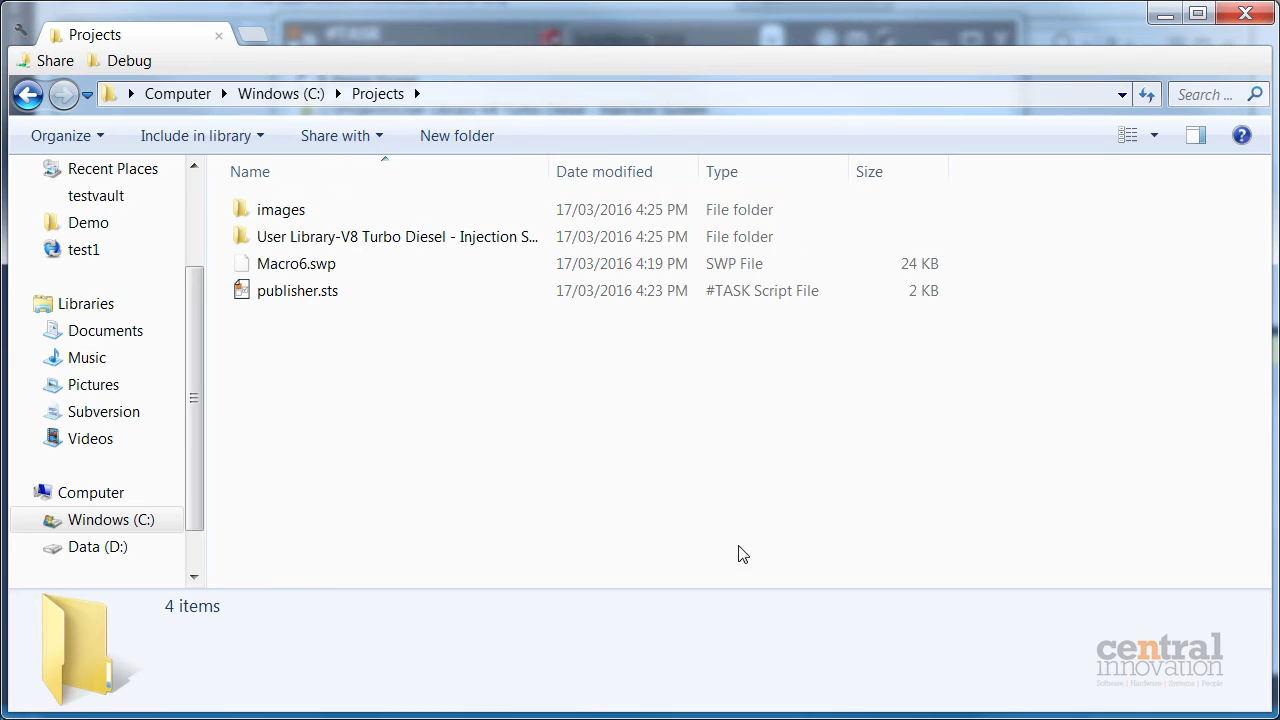 Projects
Share Debug
Computer Windows (C:) Projects Search ...
Organize Include in library Share with New folder
Name Date modified Type Size
Recent Places
testvault
Demo
test1
Libraries
Documents
Music
Pictures
Subversion
Videos
Computer
Windows (C:)
Data (D:)
images 17/03/2016 4:25 PM File folder
User Library-V8 Turbo Diesel - Injection S... 17/03/2016 4:25 PM File folder
Macro6.swp 17/03/2016 4:19 PM SWP File 24 KB
publisher.sts 17/03/2016 4:23 PM #TASK Script File 2 KB
4 items
central
innovation
Software | Hardware | Systems | People